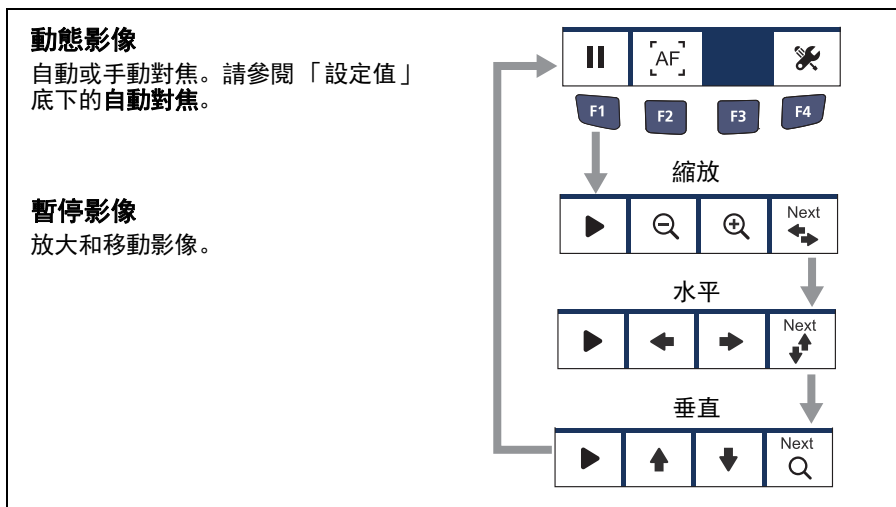 動態影像
自動或手動對焦。請參閱「設定值」
底下的自動對焦。
AF
F1 F2 F3 F4
縮放
暫停影像
放大和移動影像。
Next
水平
Next
垂直
Next